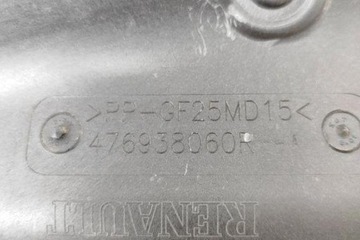 >PP-GF25MD15<
476938060R--A
RENAULT